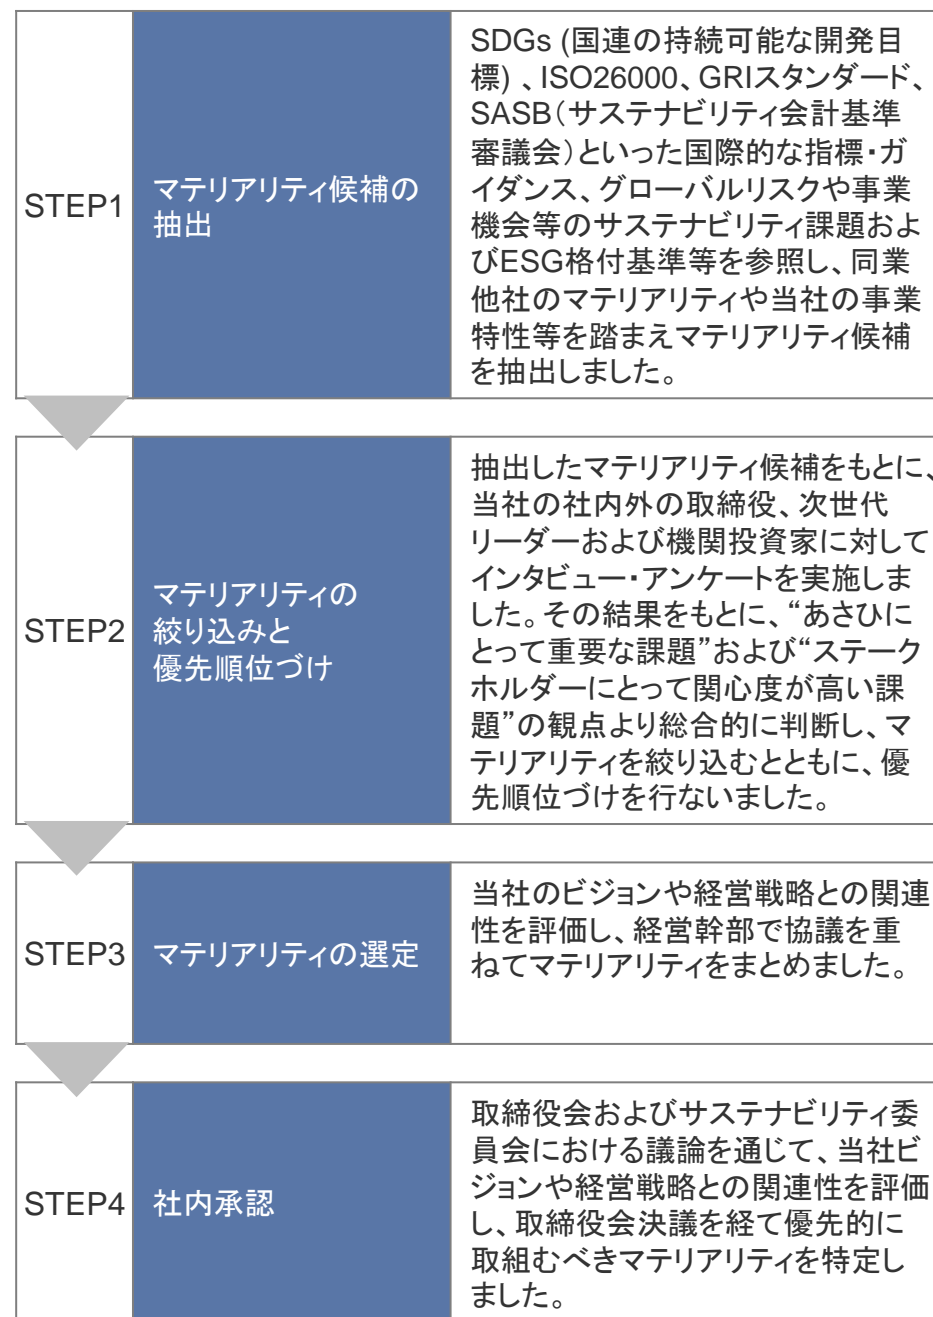 STEP1
マテリアリティ候補の
抽出
SDGs (国連の持続可能な開発目
標) 、ISO26000、GRIスタンダード、
SASB（サステナビリティ会計基準
審議会）といった国際的な指標・ガ
イダンス、グローバルリスクや事業
機会等のサステナビリティ課題およ
びESG格付基準等を参照し、同業
他社のマテリアリティや当社の事業
特性等を踏まえマテリアリティ候補
を抽出しました。
STEP2
マテリアリティの
絞り込みと
優先順位づけ
抽出したマテリアリティ候補をもとに、
当社の社内外の取締役、次世代
リーダーおよび機関投資家に対して
インタビュー・アンケートを実施しま
した。その結果をもとに、“あさひに
とって重要な課題”および“ステーク
ホルダーにとって関心度が高い課
題”の観点より総合的に判断し、マ
テリアリティを絞り込むとともに、優
先順位づけを行ないました。
STEP3
マテリアリティの選定
当社のビジョンや経営戦略との関連
性を評価し、経営幹部で協議を重
ねてマテリアリティをまとめました。
STEP4
社内承認
取締役会およびサステナビリティ委
員会における議論を通じて、当社ビ
ジョンや経営戦略との関連性を評価
し、取締役会決議を経て優先的に
取組むべきマテリアリティを特定し
ました。